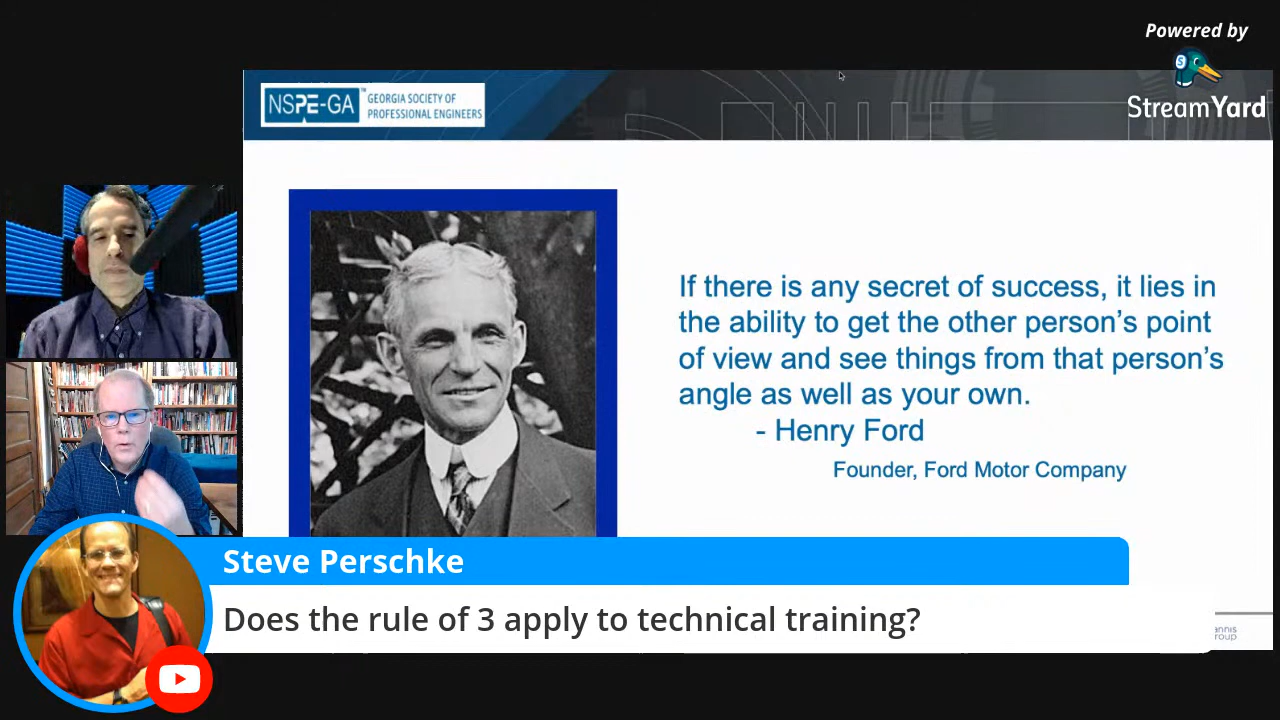 Powered by
StreamYard
NSPE-GA
GEORGIA SOCIETY OF
PROFESSIONAL ENGINEERS
If there is any secret of success, it lies in
the ability to get the other person's point
of view and see things from that person's
angle as well as your own.
- Henry Ford
Founder, Ford Motor Company
Steve Perschke
Does the rule of 3 apply to technical training?